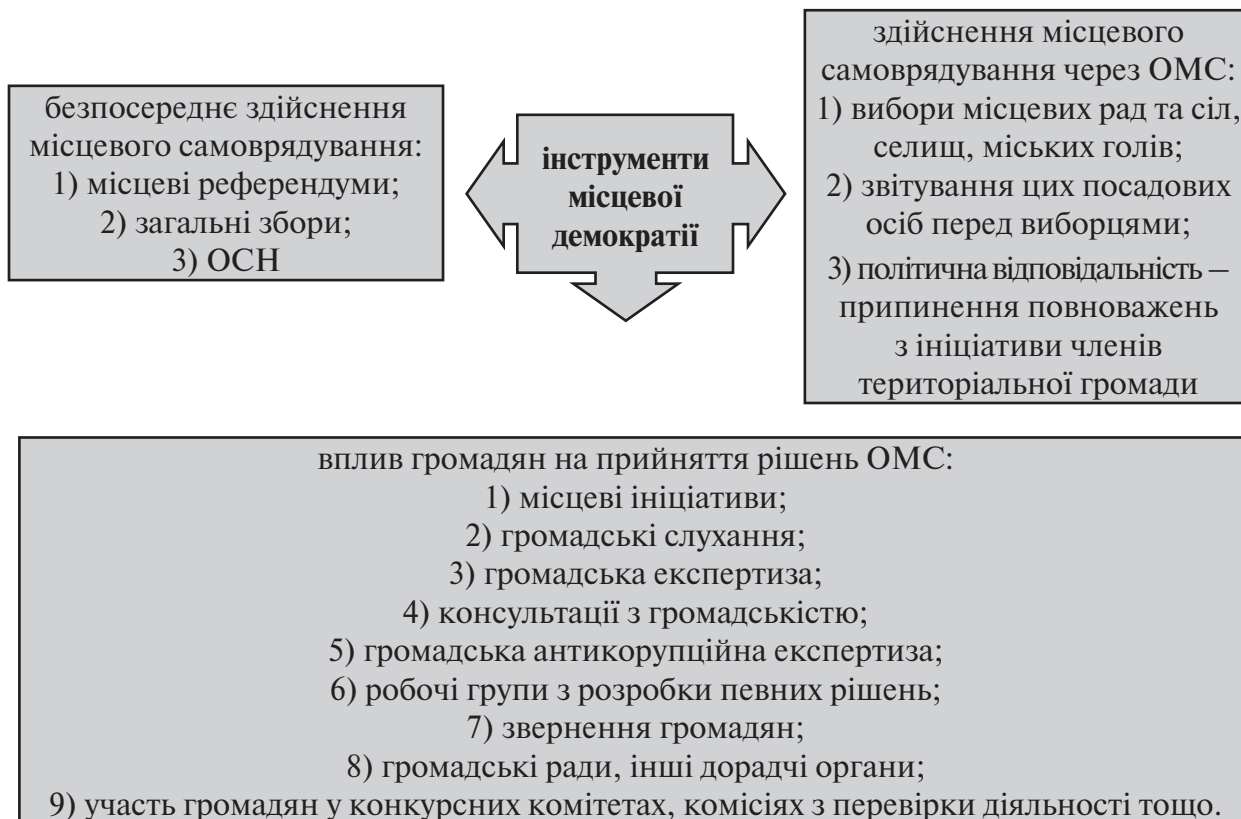 безпосереднє здійснення
місцевого самоврядування:
1) місцеві референдуми;
2) загальні збори;
3) ОСН
інструменти
місцевої
демократії
здійснення місцевого
самоврядування через ОМС:
1) вибори місцевих рад та сіл,
селищ, міських голів;
2) звітування цих посадових
осіб перед виборцями;
3) політична відповідальність –
припинення повноважень
з ініціативи членів
територіальної громади
вплив громадян на прийняття рішень ОМС:
1) місцеві ініціативи;
2) громадські слухання;
3) громадська експертиза;
4) консультації з громадськістю;
5) громадська антикорупційна експертиза;
6) робочі групи з розробки певних рішень;
7) звернення громадян;
8) громадські ради, інші дорадчі органи;
9) участь громадян у конкурсних комітетах, комісіях з перевірки діяльності тощо.